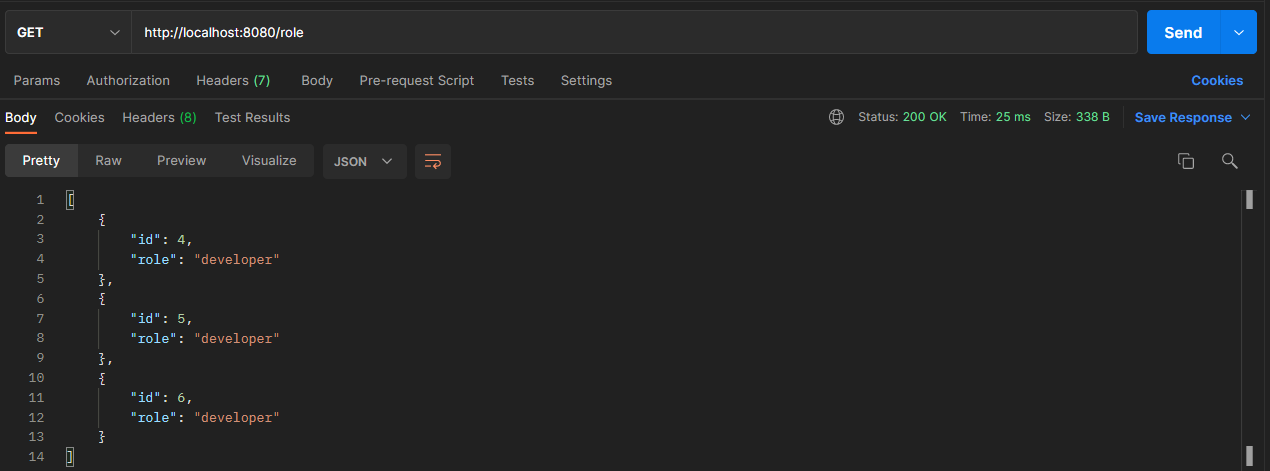 GET http://localhost:8080/role Send
Params Authorization Headers (7) Body Pre-request Script Tests Settings Cookies
Body Cookies Headers (8) Test Results Status: 200 OK Time: 25 ms Size: 338 B Save Response
Pretty Raw Preview Visualize JSON
1 [
2 {
3 "id": 4,
4 "role": "developer"
5 },
6 {
7 "id": 5,
8 "role": "developer"
9 },
10 {
11 "id": 6,
12 "role": "developer"
13 }
14 ]